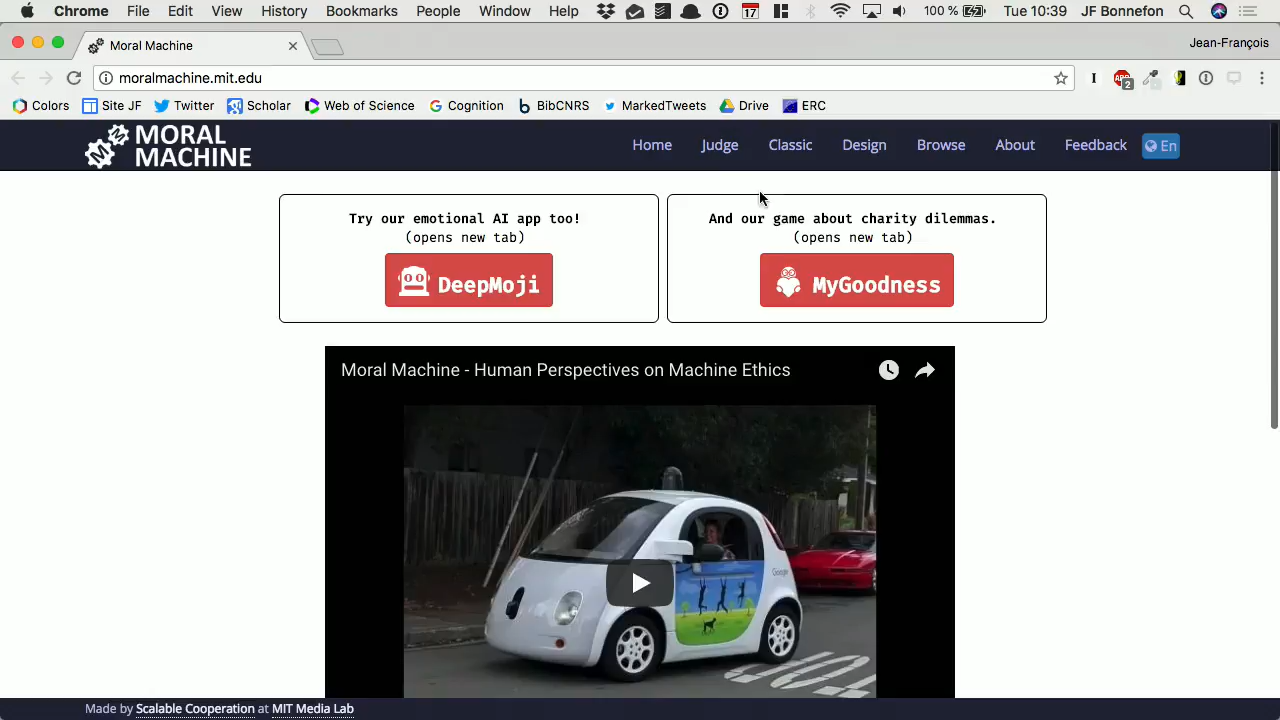 Chrome File Edit View History Bookmarks People Window Help 17 100 % Tue 10:39 JF Bonnefon
Moral Machine Jean-François
moralmachine.mit.edu 2
Colors Site JF Twitter Scholar Web of Science Cognition BibCNRS MarkedTweets Drive ERC
MORAL
MACHINE
Home Judge Classic Design Browse About Feedback En
Try our emotional AI app too!
(opens new tab)
DeepMoji
And our game about charity dilemmas.
(opens new tab)
MyGoodness
Moral Machine - Human Perspectives on Machine Ethics
Google
Made by Scalable Cooperation at MIT Media Lab